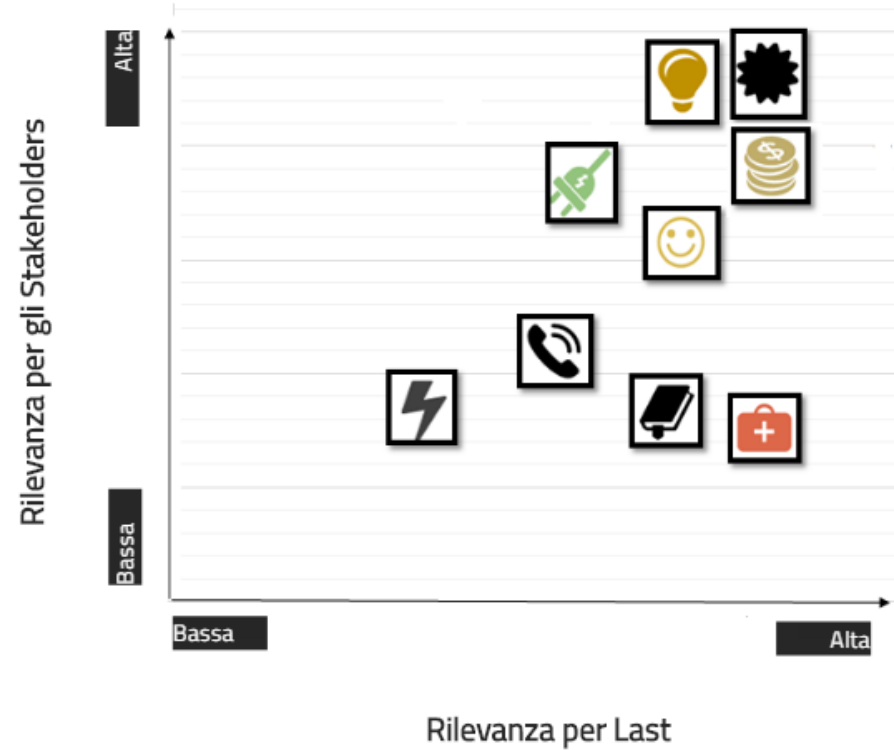 Alta
Rilevanza per gli Stakeholders
Bassa
Bassa
Alta
Rilevanza per Last